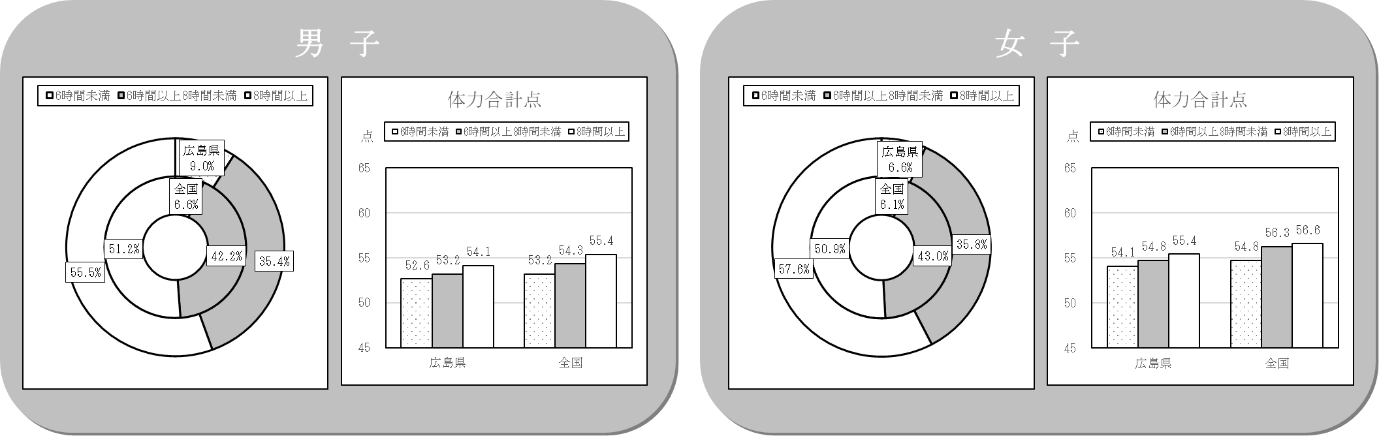 男 子
□6時間未満 ■6時間以上8時間未満 □8時間以上
広島県
9.0%
全国
6.6%
51.2%
42.2%
35.4%
55.5%
体力合計点
□6時間未満 ■6時間以上8時間未満 □8時間以上
点
65
60
55
50
45
52.6
53.2
54.1
53.2
54.3
55.4
広島県
全国
女 子
□6時間未満 ■6時間以上8時間未満 □8時間以上
広島県
6.6%
全国
6.1%
50.9%
43.0%
35.8%
57.6%
体力合計点
□6時間未満 ■6時間以上8時間未満 □8時間以上
点
65
60
55
50
45
54.1
54.8
55.4
54.8
56.3
56.6
広島県
全国